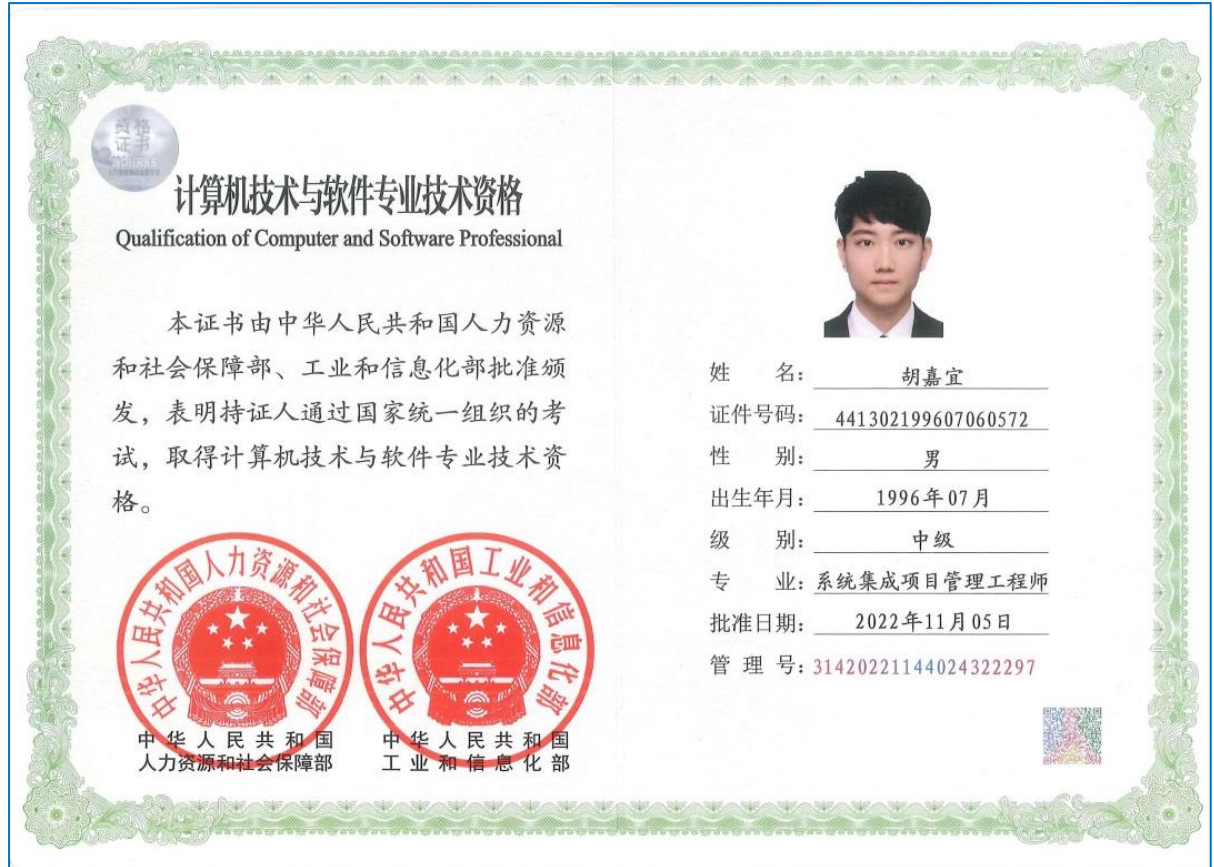 资格
证书
计算机技术与软件专业技术资格
Qualification of Computer and Software Professional
本证书由中华人民共和国人力资源
和社会保障部、工业和信息化部批准颁
发，表明持证人通过国家统一组织的考
试，取得计算机技术与软件专业技术资
格。
中华人民共和国人力资源和社会保障部
中华人民共和国工业和信息化部
中华人民共和国
人力资源和社会保障部
中华人民共和国
工业和信息化部
姓 名：胡嘉宜
证件号码：441302199607060572
性 别：男
出生年月：1996年07月
级 别：中级
专 业：系统集成项目管理工程师
批准日期：2022年11月05日
管 理 号：31420221144024322297